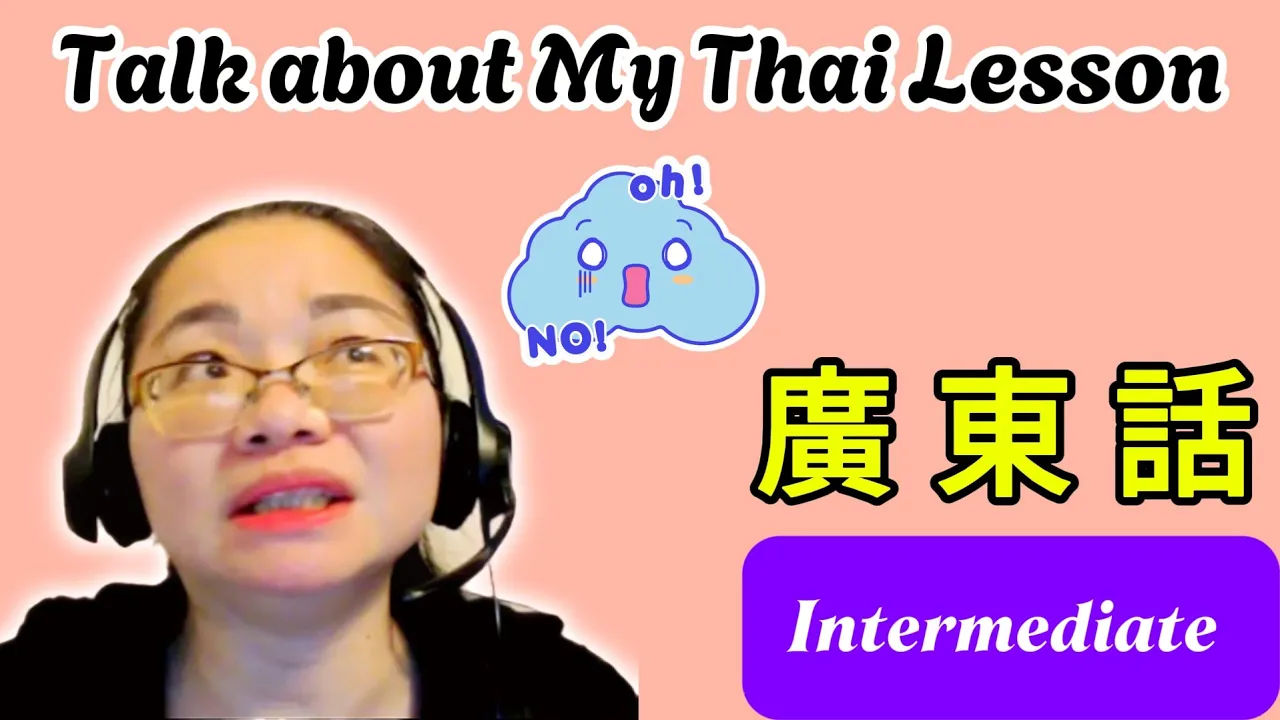 Talk about My Thai Lesson
oh!
NO!
廣東話
Intermediate